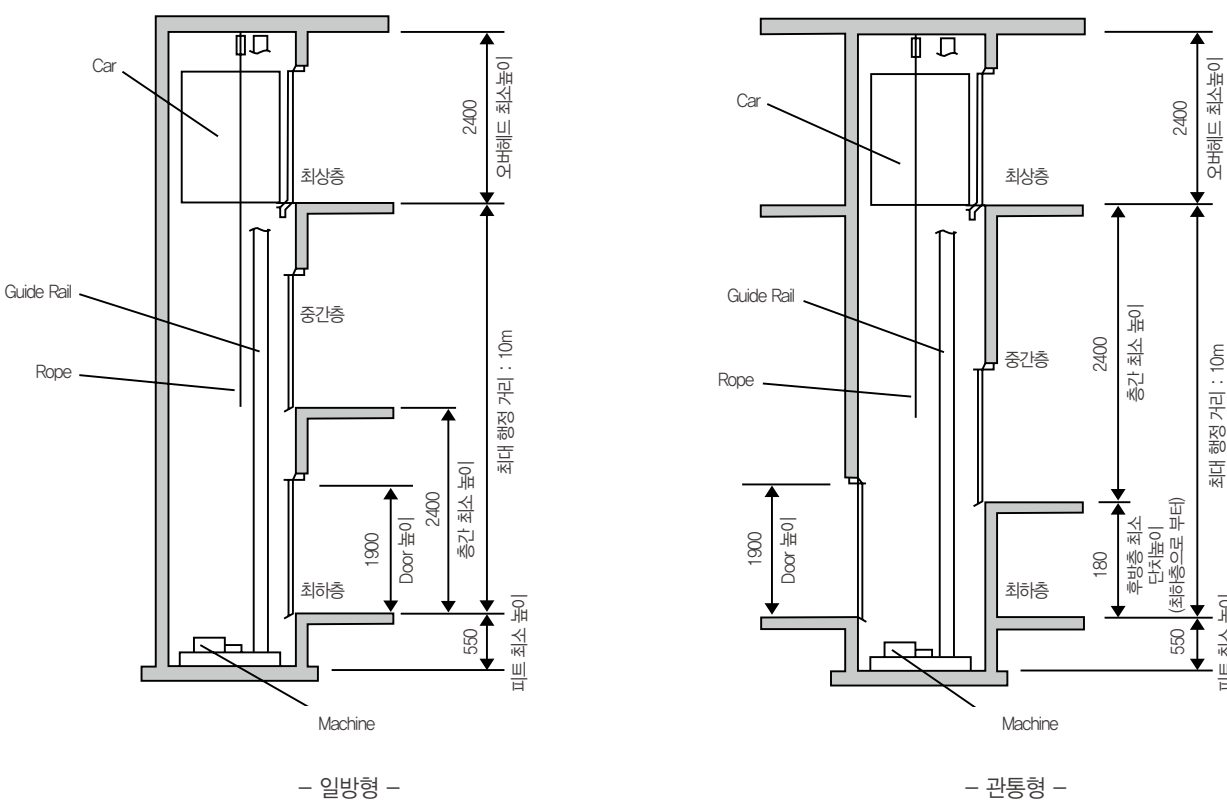 Car
Guide Rail
Rope
Machine
최상층
중간층
최하층
2400
오버헤드 최소높이
최대 행정 거리 : 10m
2400
층간 최소 높이
1900
Door 높이
550
피트 최소 높이
– 일방형 –
Car
Guide Rail
Rope
Machine
최상층
중간층
최하층
2400
오버헤드 최소높이
2400
층간 최소 높이
최대 행정 거리 : 10m
1900
Door 높이
180
후방층 최소
단차높이
(최하층으로 부터)
550
피트 최소 높이
– 관통형 –